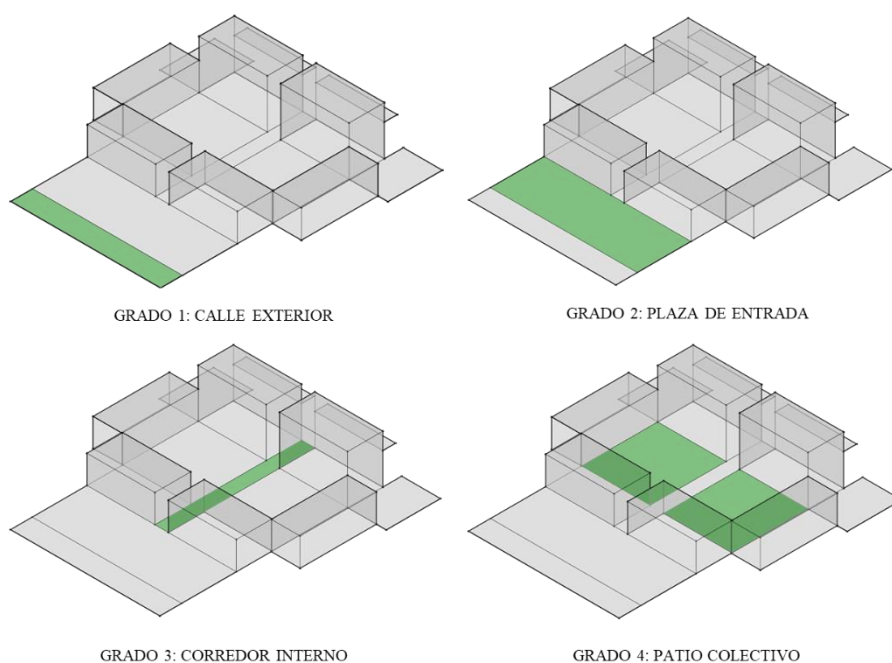 GRADO 1: CALLE EXTERIOR
GRADO 2: PLAZA DE ENTRADA
GRADO 3: CORREDOR INTERNO
GRADO 4: PATIO COLECTIVO